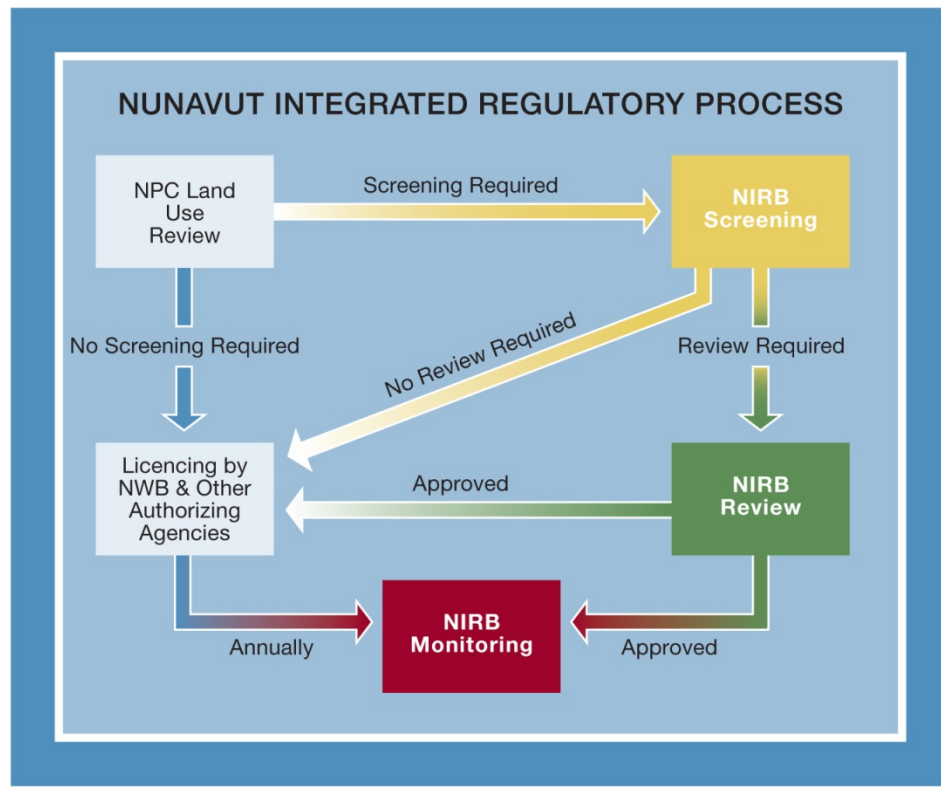 NUNAVUT INTEGRATED REGULATORY PROCESS
NPC Land
Use
Review
Screening Required
NIRB
Screening
No Screening Required
No Review Required
Review Required
Licencing by
NWB & Other
Authorizing
Agencies
Approved
NIRB
Review
Annually
NIRB
Monitoring
Approved